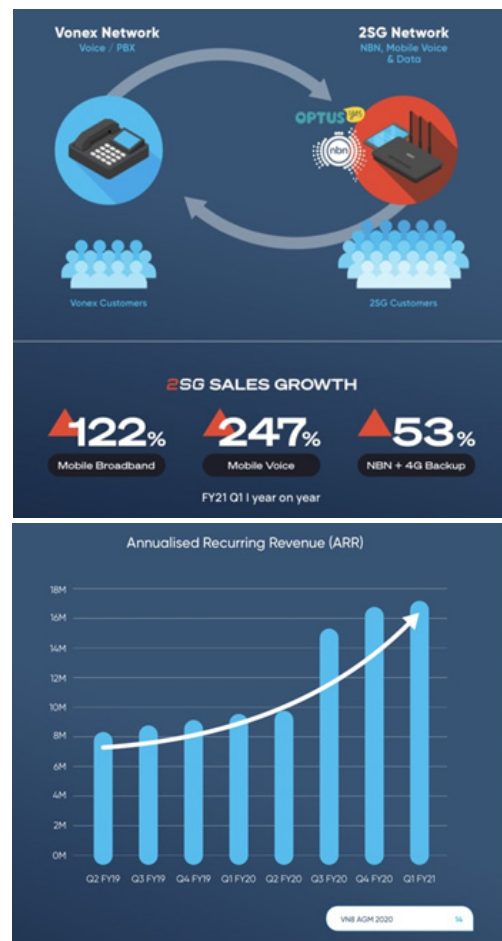 Vonex Network
Voice / PBX
2SG Network
NBN, Mobile Voice
& Data
OPTUS yes
nbn
Vonex Customers
2SG Customers
2SG SALES GROWTH
122%
Mobile Broadband
247%
Mobile Voice
53%
NBN + 4G Backup
FY21 Q1 I year on year
Annualised Recurring Revenue (ARR)
18M
16M
14M
12M
10M
8M
6M
4M
2M
0M
Q2 FY19 Q3 FY19 Q4 FY19 Q1 FY20 Q2 FY20 Q3 FY20 Q4 FY20 Q1 FY21
VN8 AGM 2020 14